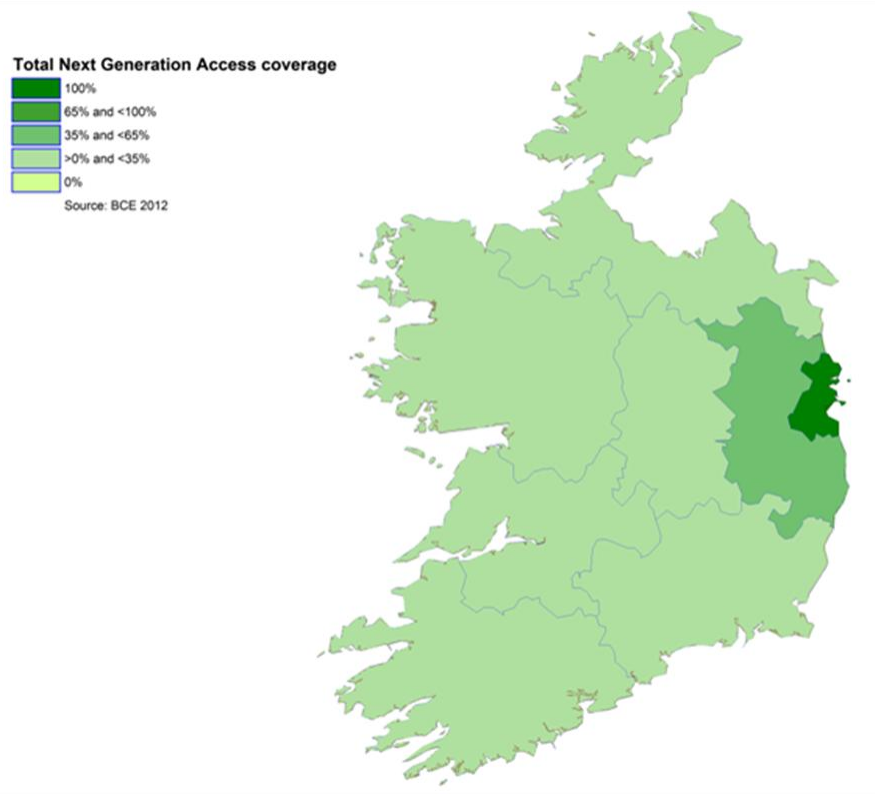 Total Next Generation Access coverage
100%
65% and <100%
35% and <65%
>0% and <35%
0%
Source: BCE 2012